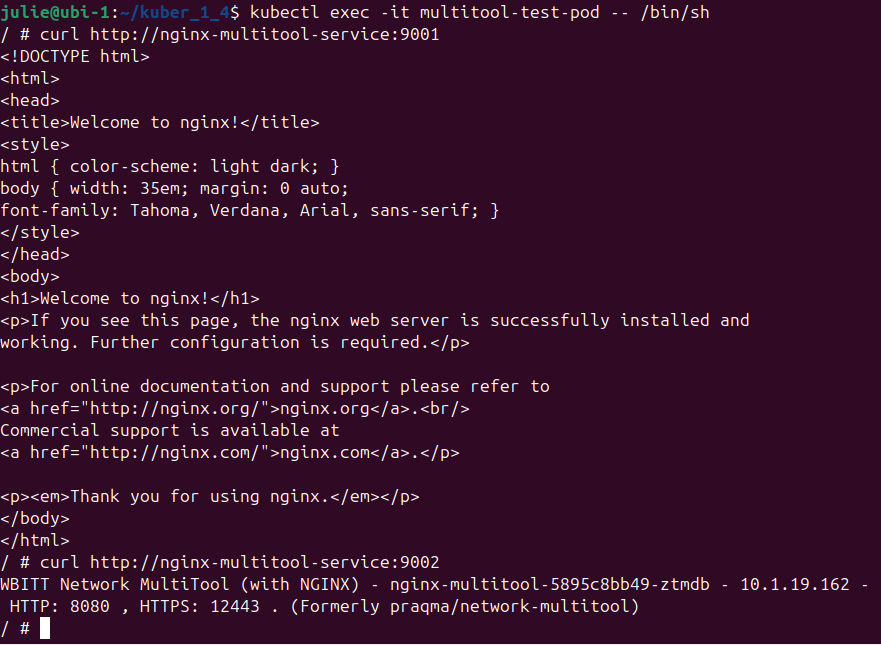 julie@ubi-1:~/kuber_1_4$ kubectl exec -it multitool-test-pod -- /bin/sh
/ # curl http://nginx-multitool-service:9001
<!DOCTYPE html>
<html>
<head>
<title>Welcome to nginx!</title>
<style>
html { color-scheme: light dark; }
body { width: 35em; margin: 0 auto;
font-family: Tahoma, Verdana, Arial, sans-serif; }
</style>
</head>
<body>
<h1>Welcome to nginx!</h1>
<p>If you see this page, the nginx web server is successfully installed and
working. Further configuration is required.</p>

<p>For online documentation and support please refer to
<a href="http://nginx.org/">nginx.org</a>.<br/>
Commercial support is available at
<a href="http://nginx.com/">nginx.com</a>.</p>

<p><em>Thank you for using nginx.</em></p>
</body>
</html>
/ # curl http://nginx-multitool-service:9002
WBITT Network MultiTool (with NGINX) - nginx-multitool-5895c8bb49-ztmdb - 10.1.19.162 -
 HTTP: 8080 , HTTPS: 12443 . (Formerly praqma/network-multitool)
/ #